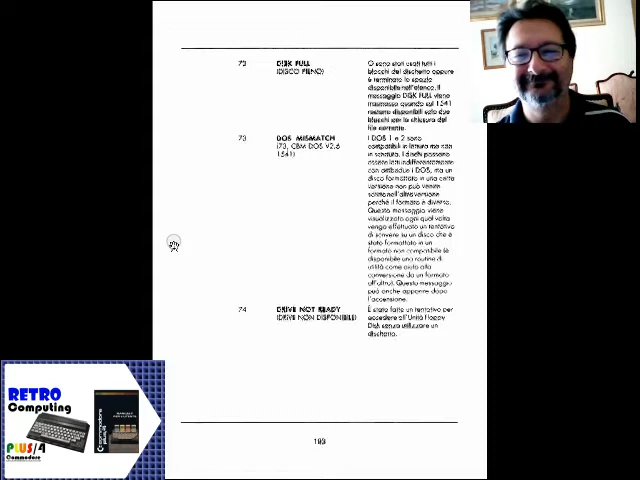 72 DISK FULL
(DISCO PIENO)
O sono stati usati tutti i
blocchi del dischetto oppure
è terminato lo spazio
disponibile nell'elenco. Il
messaggio DISK FULL viene
trasmesso quando sul 1541
restano disponibili solo due
blocchi per la chiusura del
file corrente.
73 DOS MISMATCH
(73, CBM DOS V2.6
1541)
I DOS 1 e 2 sono
compatibili in lettura ma non
in scrittura. I dischi possono
essere letti indifferentemente
con ambedue i DOS, ma un
disco formattato in una certa
versione non può venire
scritto nell'altra versione
perché il formato è diverso.
Questo messaggio viene
visualizzato ogni qual volta
venga effettuato un tentativo
di scrivere su un disco che è
stato formattato in un
formato non compatibile (è
disponibile una routine di
utilità come aiuto alla
conversione da un formato
all'altro). Questo messaggio
può anche apparire dopo
l'accensione.
74 DRIVE NOT READY
(DRIVE NON DISPONIBILE)
È stato fatto un tentativo per
accedere all'Unità Floppy
Disk senza utilizzare un
dischetto.
193
RETRO
Computing
PLUS/4
Commodore
commodore
plus/4